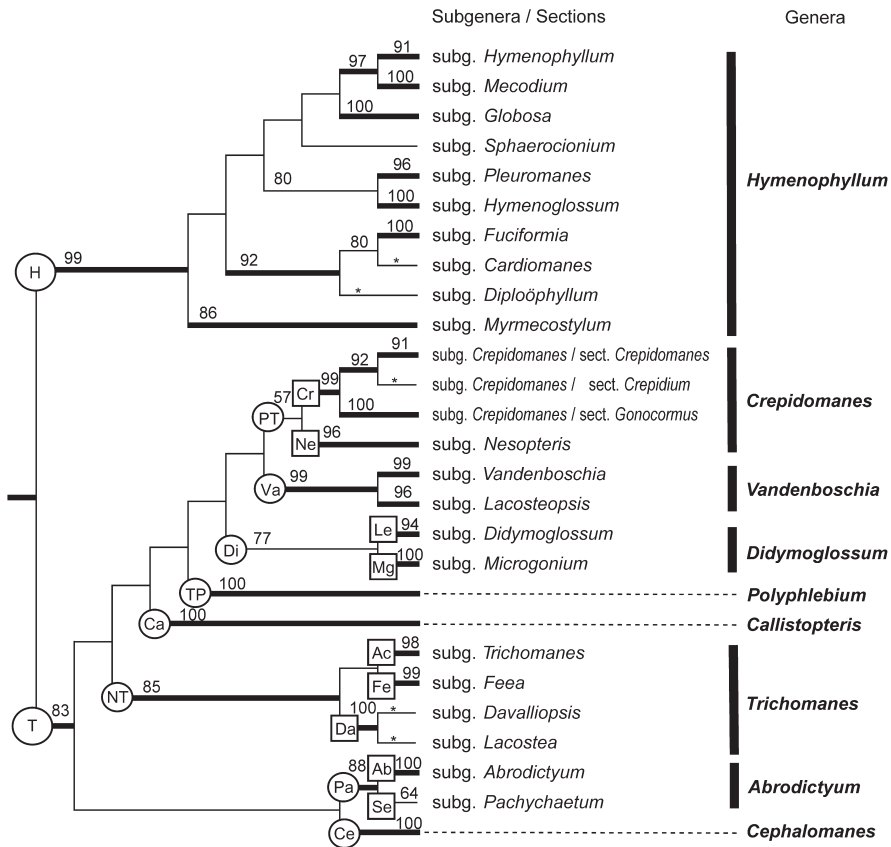 Subgenera / Sections Genera
91
subg. Hymenophyllum
97
100
subg. Mecodium
100
subg. Globosa
subg. Sphaerocionium
96
subg. Pleuromanes
80
Hymenophyllum
100
subg. Hymenoglossum
100
subg. Fuciformia
80
*
subg. Cardiomanes
92
H 99
*
subg. Diploöphyllum
86
subg. Myrmecostylum
91
subg. Crepidomanes / sect. Crepidomanes
92
99
*
subg. Crepidomanes / sect. Crepidium
Cr
57
Crepidomanes
100
subg. Crepidomanes / sect. Gonocormus
PT
Ne 96
subg. Nesopteris
99
subg. Vandenboschia
Va 99
Vandenboschia
96
subg. Lacosteopsis
Le 94
subg. Didymoglossum
Di 77
Didymoglossum
Mg 100
subg. Microgonium
TP 100
Polyphlebium
Ca 100
Callistopteris
Ac 98
subg. Trichomanes
Fe 99
subg. Feea
NT 85
Trichomanes
100
*
subg. Davalliopsis
T 83
Da
*
subg. Lacostea
Ab 100
subg. Abrodictyum
88
Pa
Abrodictyum
Se 64
subg. Pachychaetum
Ce 100
Cephalomanes